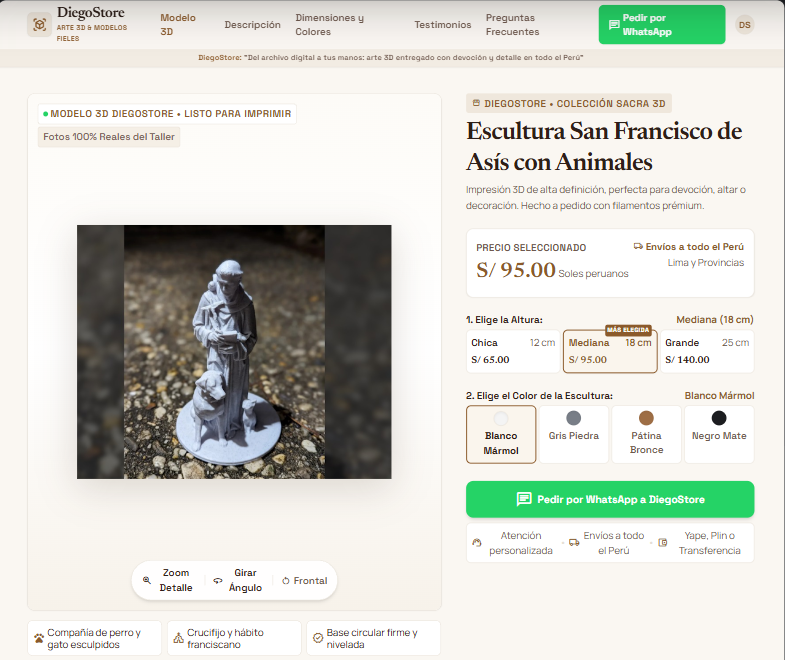 DiegoStore
ARTE 3D & MODELOS
FIELES
Modelo
3D
Descripción
Dimensiones y
Colores
Testimonios
Preguntas
Frecuentes
Pedir por
WhatsApp
DS
DiegoStore: "Del archivo digital a tus manos: arte 3D entregado con devoción y detalle en todo el Perú"
MODELO 3D DIEGOSTORE • LISTO PARA IMPRIMIR
Fotos 100% Reales del Taller
Zoom
Detalle
Girar
Ángulo
Frontal
Compañía de perro y
gato esculpidos
Crucifijo y hábito
franciscano
Base circular firme y
nivelada
DIEGOSTORE • COLECCIÓN SACRA 3D
Escultura San Francisco de
Asís con Animales
Impresión 3D de alta definición, perfecta para devoción, altar o
decoración. Hecho a pedido con filamentos prémium.
PRECIO SELECCIONADO
S/ 95.00 Soles peruanos
Envíos a todo el Perú
Lima y Provincias
1. Elige la Altura:
Mediana (18 cm)
Chica 12 cm
S/ 65.00
MÁS ELEGIDA
Mediana 18 cm
S/ 95.00
Grande 25 cm
S/ 140.00
2. Elige el Color de la Escultura:
Blanco Mármol
Blanco
Mármol
Gris Piedra
Pátina
Bronce
Negro Mate
Pedir por WhatsApp a DiegoStore
Atención
personalizada
Envíos a todo
el Perú
Yape, Plin o
Transferencia